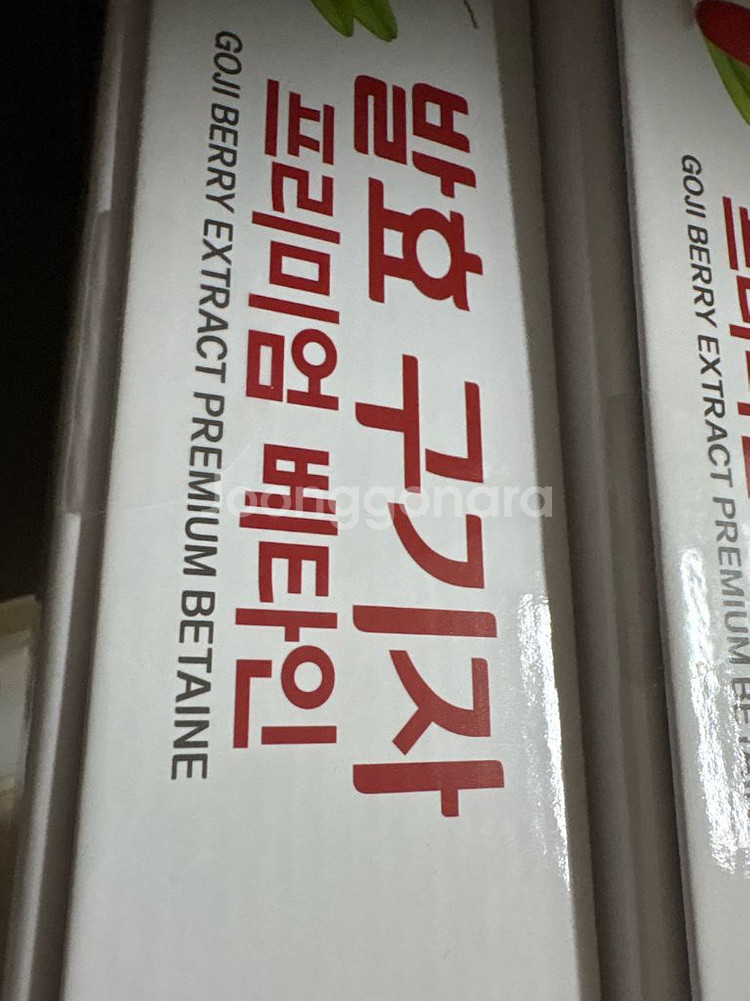 발효 구기자
프리미엄 베타인
GOJI BERRY EXTRACT PREMIUM BETAINE
joonggonara
GOJI BERRY EXTRACT PREMIUM